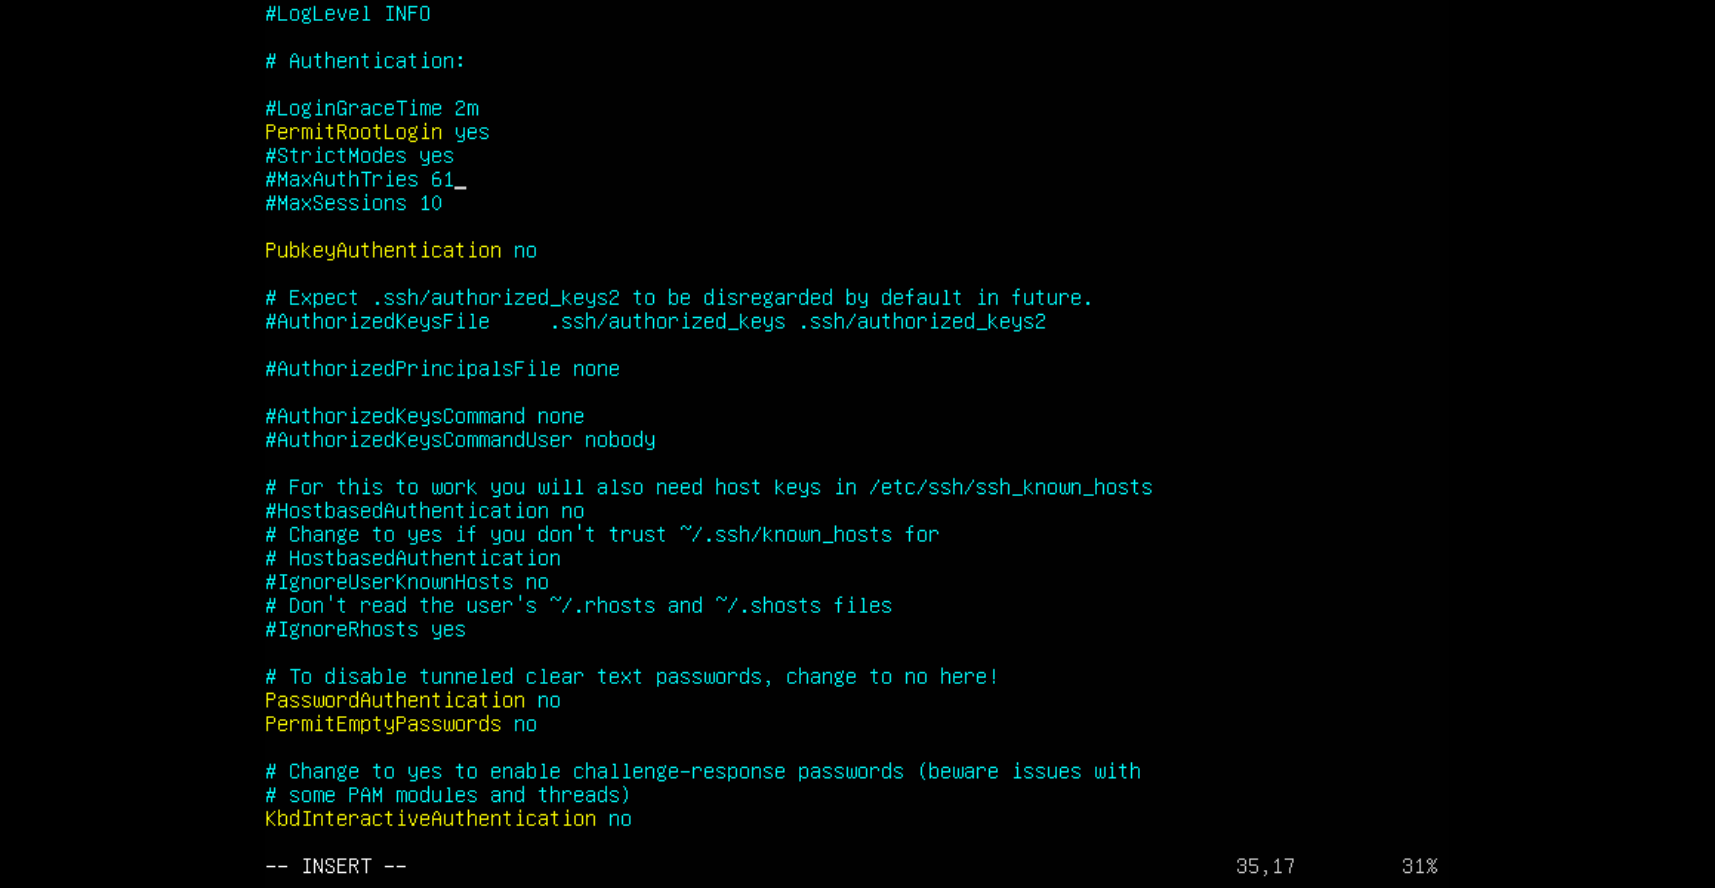 #LogLevel INFO
# Authentication:
#LoginGraceTime 2m
PermitRootLogin yes
#StrictModes yes
#MaxAuthTries 61_
#MaxSessions 10
PubkeyAuthentication no
# Expect .ssh/authorized_keys2 to be disregarded by default in future.
#AuthorizedKeysFile     .ssh/authorized_keys .ssh/authorized_keys2
#AuthorizedPrincipalsFile none
#AuthorizedKeysCommand none
#AuthorizedKeysCommandUser nobody
# For this to work you will also need host keys in /etc/ssh/ssh_known_hosts
#HostbasedAuthentication no
# Change to yes if you don't trust ~/.ssh/known_hosts for
# HostbasedAuthentication
#IgnoreUserKnownHosts no
# Don't read the user's ~/.rhosts and ~/.shosts files
#IgnoreRhosts yes
# To disable tunneled clear text passwords, change to no here!
PasswordAuthentication no
PermitEmptyPasswords no
# Change to yes to enable challenge-response passwords (beware issues with
# some PAM modules and threads)
KbdInteractiveAuthentication no
-- INSERT -- 35,17 31%